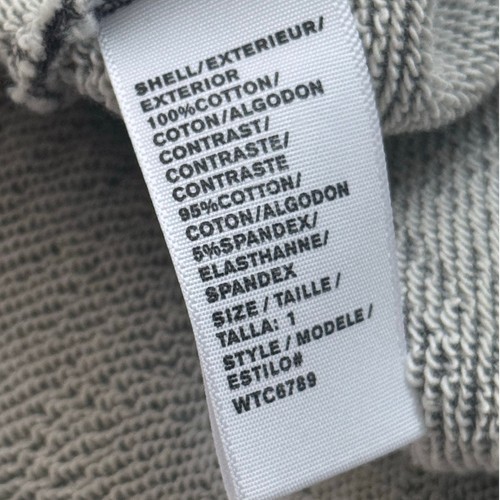 SHELL/EXTERIEUR/
EXTERIOR
100%COTTON/
COTON/ALGODON
CONTRAST/
CONTRASTE/
CONTRASTE
95%COTTON/
COTON/ALGODON
5%SPANDEX/
ELASTHANNE/
SPANDEX
SIZE / TAILLE /
TALLA: 1
STYLE / MODELE /
ESTILO#
WTC6789